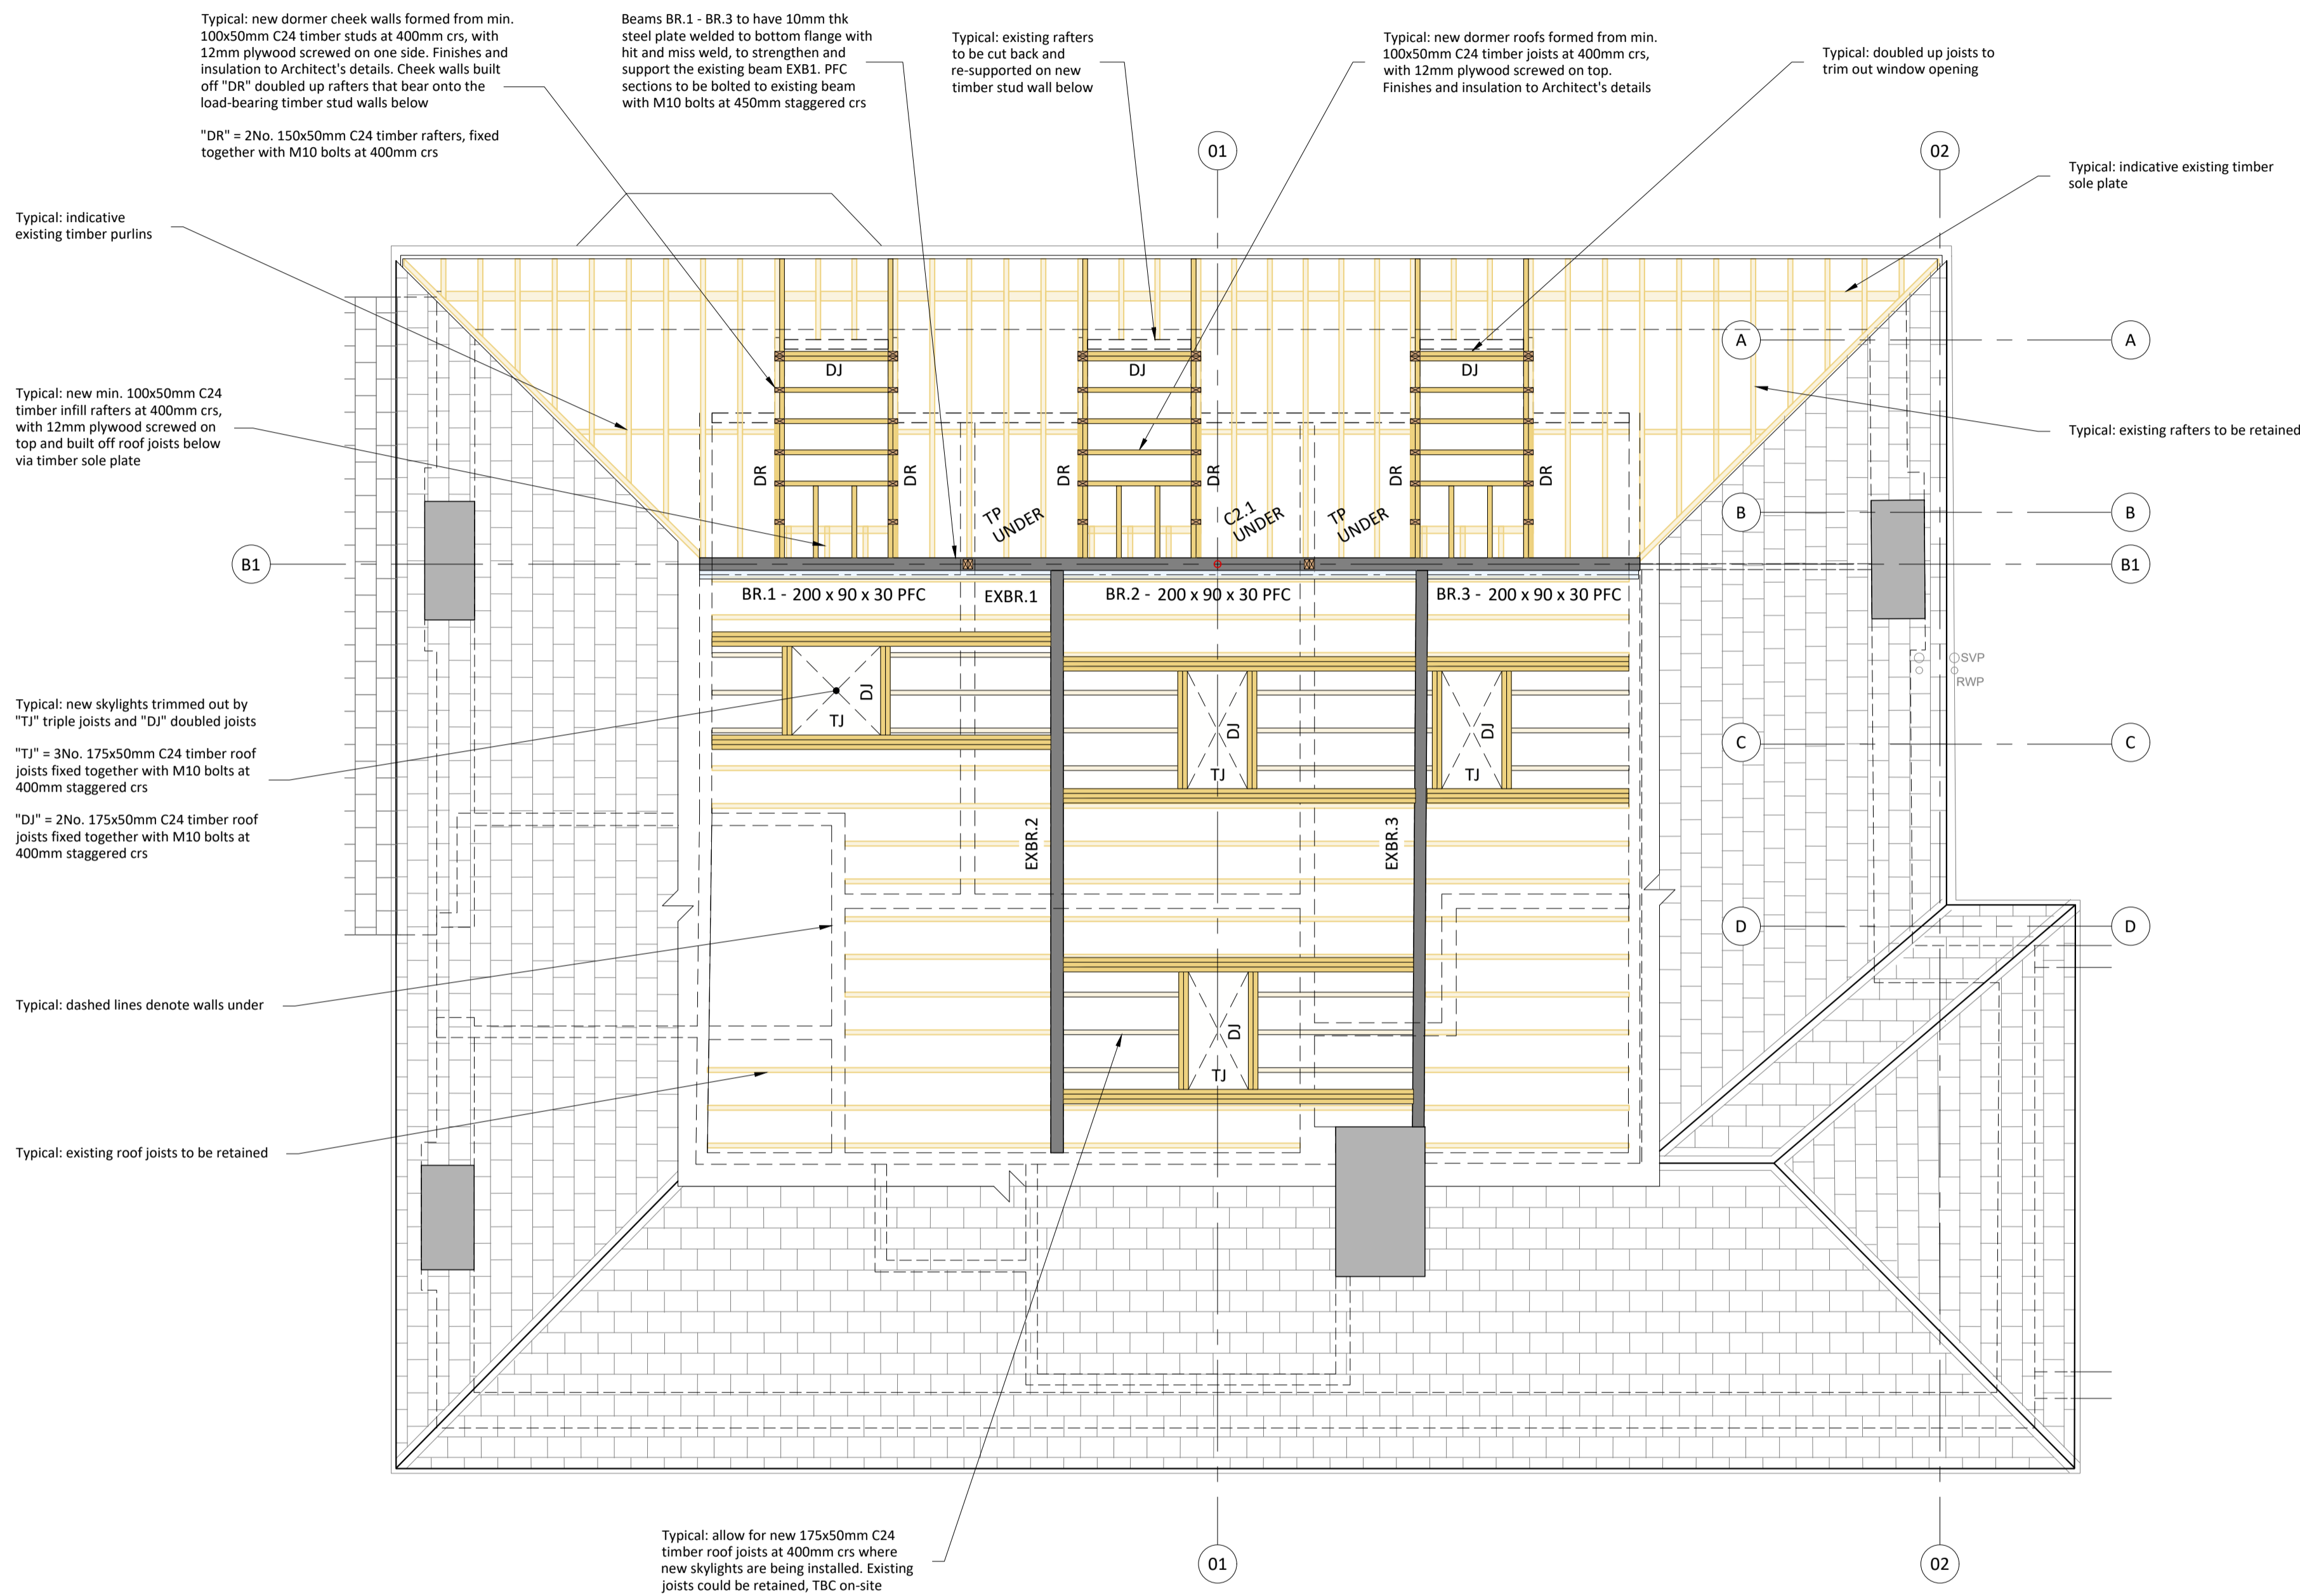 Typical: new dormer cheek walls formed from min.
100x50mm C24 timber studs at 400mm crs, with
12mm plywood screwed on one side. Finishes and
insulation to Architect's details. Cheek walls built
off "DR" doubled up rafters that bear onto the
load-bearing timber stud walls below
"DR" = 2No. 150x50mm C24 timber rafters, fixed
together with M10 bolts at 400mm crs
Beams BR.1 - BR.3 to have 10mm thk
steel plate welded to bottom flange with
hit and miss weld, to strengthen and
support the existing beam EXB1. PFC
sections to be bolted to existing beam
with M10 bolts at 450mm staggered crs
Typical: existing rafters
to be cut back and
re-supported on new
timber stud wall below
Typical: new dormer roofs formed from min.
100x50mm C24 timber joists at 400mm crs,
with 12mm plywood screwed on top.
Finishes and insulation to Architect's details
Typical: doubled up joists to
trim out window opening
01
02
Typical: indicative existing timber
sole plate
Typical: indicative
existing timber purlins
A
A
DJ
DJ
DJ
Typical: new min. 100x50mm C24
timber infill rafters at 400mm crs,
with 12mm plywood screwed on
top and built off roof joists below
via timber sole plate
Typical: existing rafters to be retained
DR
DR
DR
DR
DR
DR
TP
UNDER
C2.1
UNDER
TP
UNDER
B
B
B1
B1
BR.1 - 200 x 90 x 30 PFC
EXBR.1
BR.2 - 200 x 90 x 30 PFC
BR.3 - 200 x 90 x 30 PFC
SVP
RWP
DJ
TJ
DJ
TJ
DJ
TJ
Typical: new skylights trimmed out by
"TJ" triple joists and "DJ" doubled joists
"TJ" = 3No. 175x50mm C24 timber roof
joists fixed together with M10 bolts at
400mm staggered crs
"DJ" = 2No. 175x50mm C24 timber roof
joists fixed together with M10 bolts at
400mm staggered crs
C
C
EXBR.2
EXBR.3
D
D
Typical: dashed lines denote walls under
DJ
TJ
Typical: existing roof joists to be retained
Typical: allow for new 175x50mm C24
timber roof joists at 400mm crs where
new skylights are being installed. Existing
joists could be retained, TBC on-site
01
02